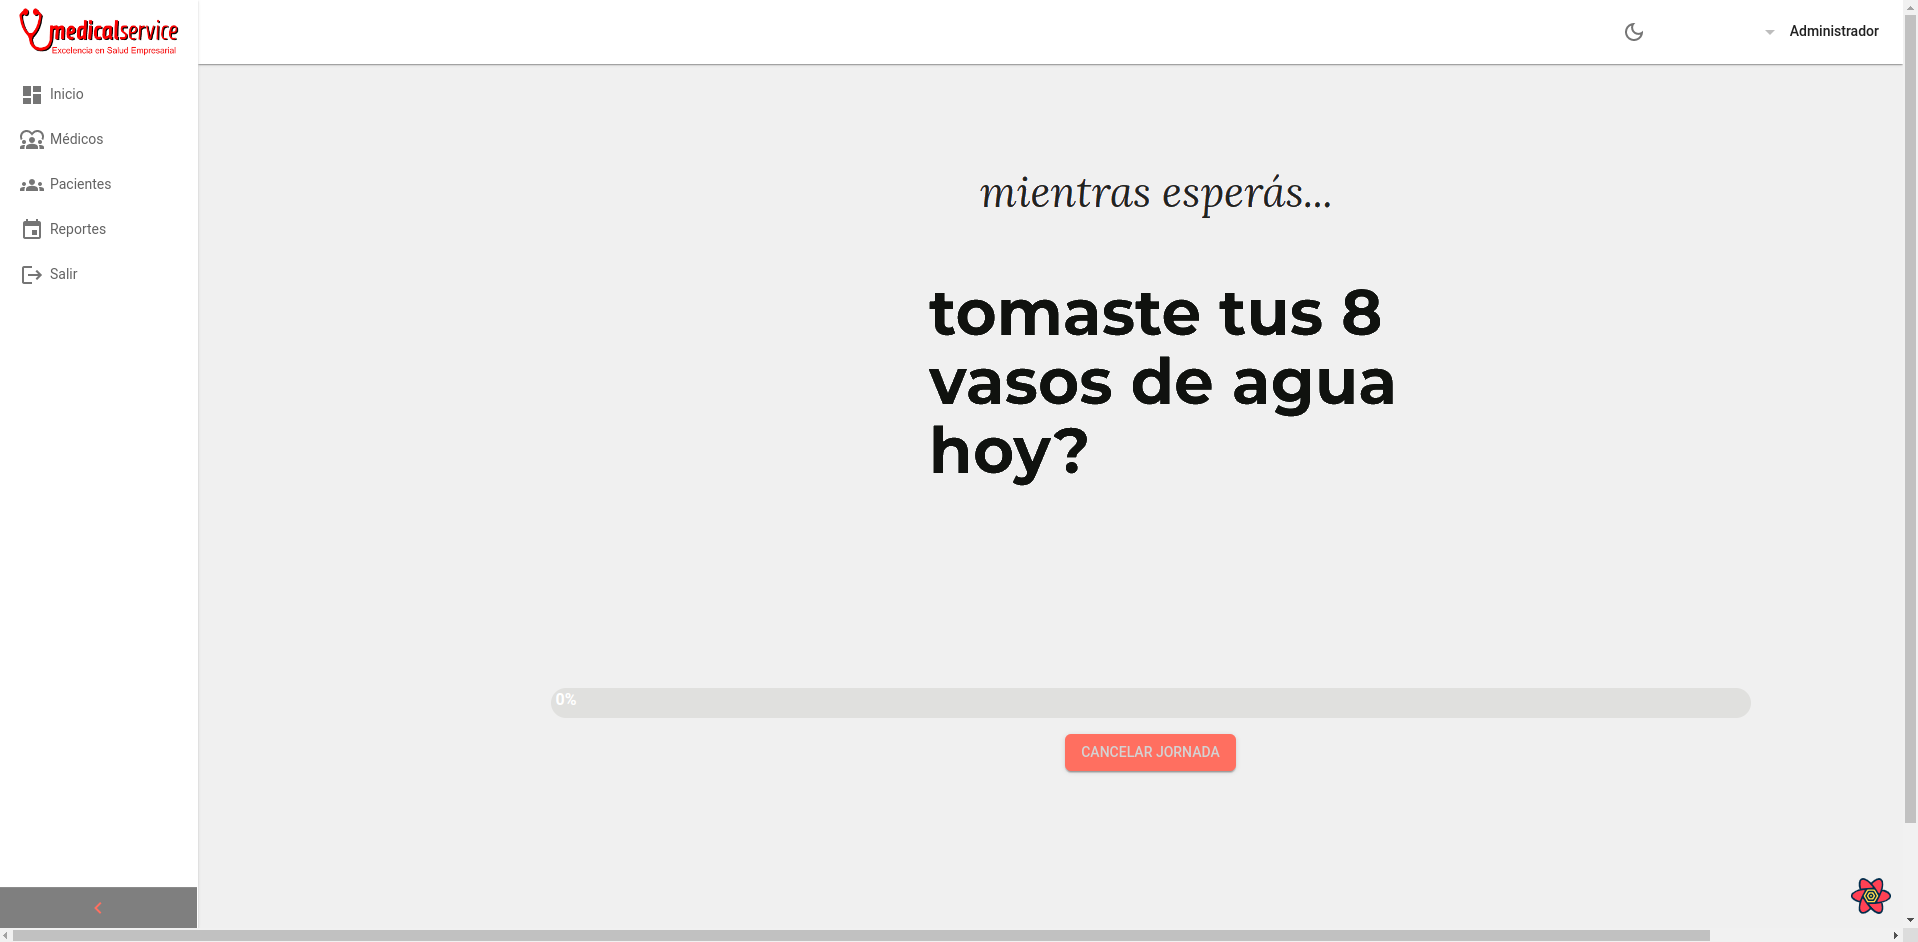 medicalservice
Excelencia en Salud Empresarial
Administrador
Inicio
Médicos
Pacientes
Reportes
Salir
mientras esperás...
tomaste tus 8
vasos de agua
hoy?
0%
CANCELAR JORNADA